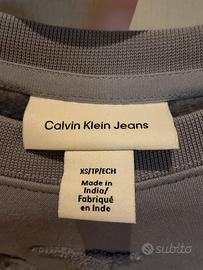 Calvin Klein Jeans
XS/TP/ECH
Made in
India/
Fabriqué
en Inde
subito